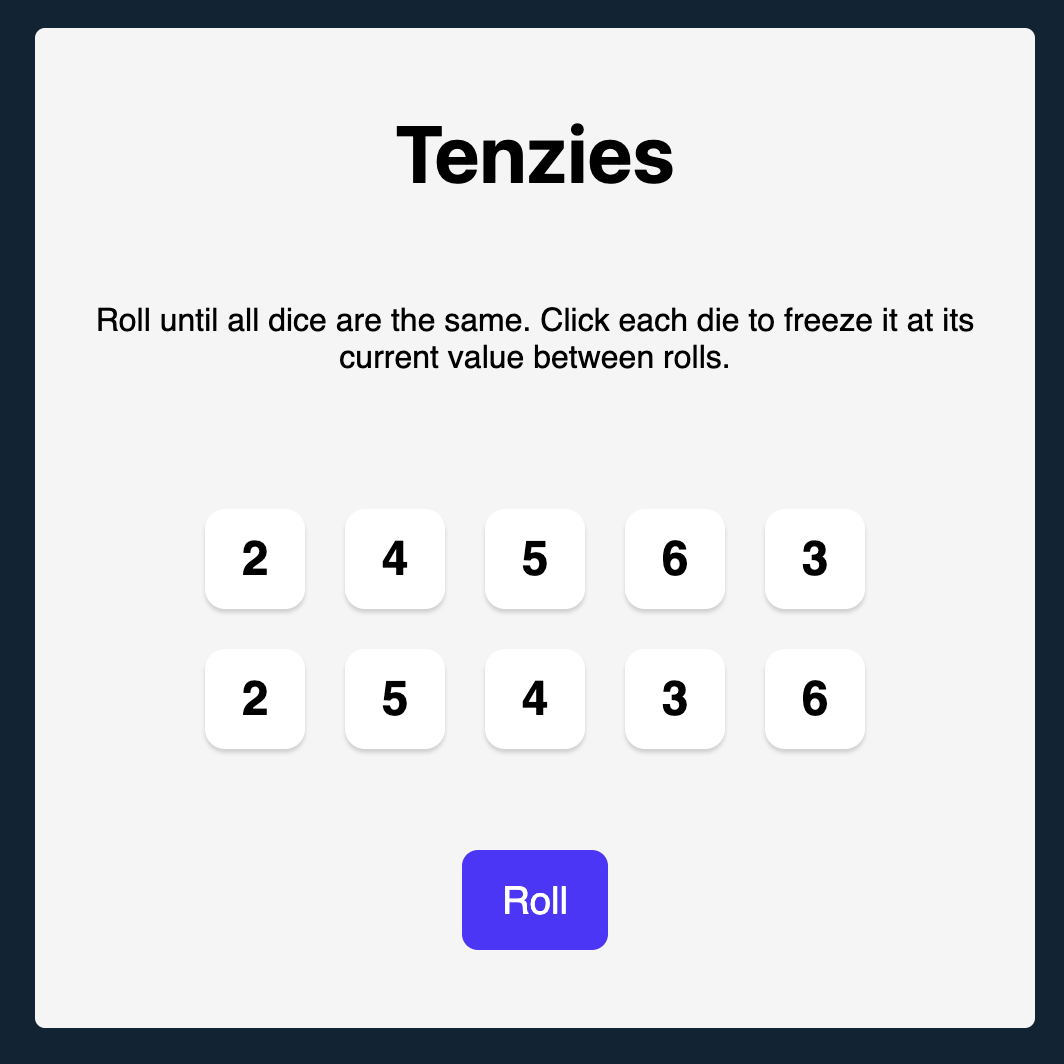 Tenzies
Roll until all dice are the same. Click each die to freeze it at its
current value between rolls.
2 4 5 6 3
2 5 4 3 6
Roll